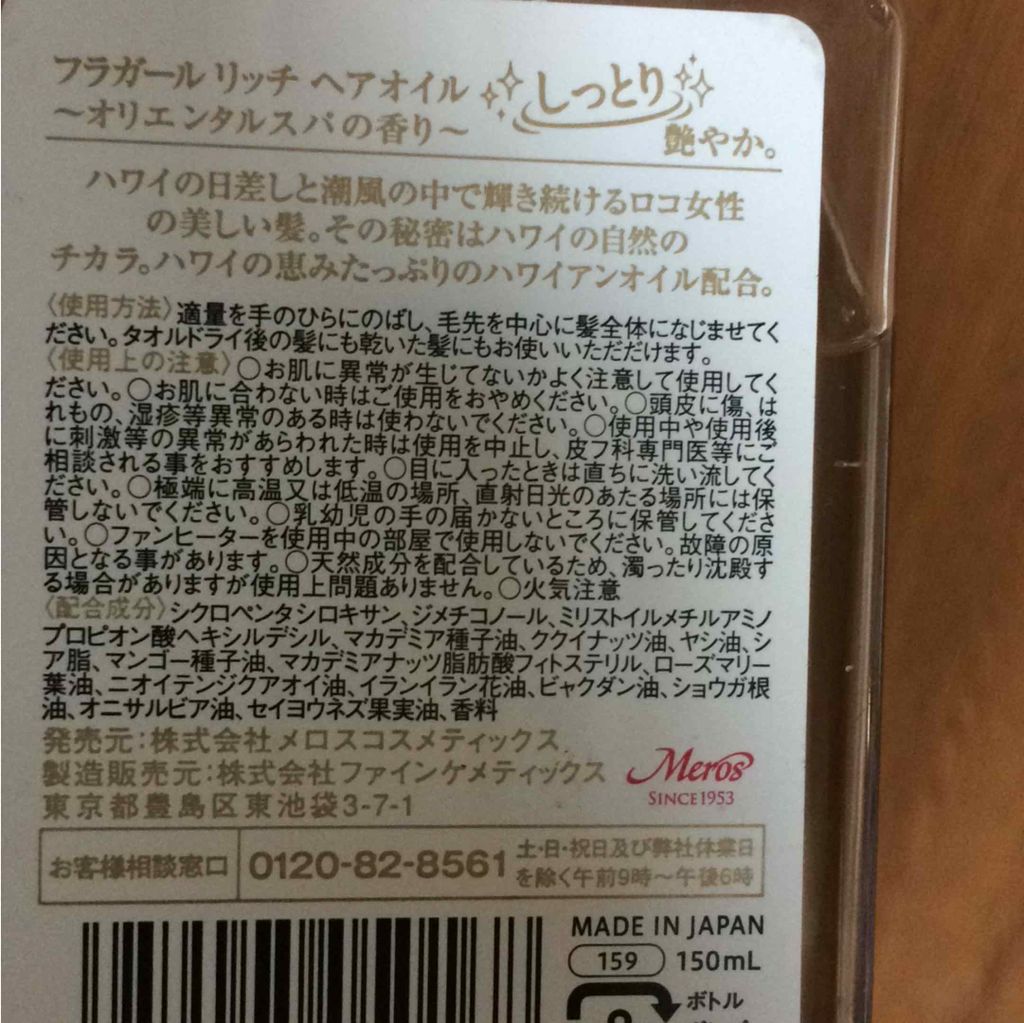 フラガール リッチ ヘアオイル
〜オリエンタルスパの香り〜
しっとり
艶やか。
ハワイの日差しと潮風の中で輝き続けるロコ女性
の美しい髪。その秘密はハワイの自然の
チカラ。ハワイの恵みたっぷりのハワイアンオイル配合。
〈使用方法〉適量を手のひらにのばし、毛先を中心に髪全体になじませてく
ださい。タオルドライ後の髪にも乾いた髪にもお使いいただだけます。
〈使用上の注意〉○お肌に異常が生じてないかよく注意して使用してく
ださい。○お肌に合わない時はご使用をおやめください。○頭皮に傷、は
れもの、湿疹等異常のある時は使わないでください。○使用中や使用後
に刺激等の異常があらわれた時は使用を中止し、皮フ科専門医等にご
相談される事をおすすめします。○目に入ったときは直ちに洗い流してく
ださい。○極端に高温又は低温の場所、直射日光のあたる場所には保
管しないでください。○乳幼児の手の届かないところに保管してくださ
い。○ファンヒーターを使用中の部屋で使用しないでください。故障の原
因となる事があります。○天然成分を配合しているため、濁ったり沈殿す
る場合がありますが使用上問題ありません。○火気注意
〈配合成分〉シクロペンタシロキサン、ジメチコノール、ミリストイルメチルアミノ
プロピオン酸ヘキシルデシル、マカデミア種子油、ククイナッツ油、ヤシ油、シ
ア脂、マンゴー種子油、マカデミアナッツ脂肪酸フィトステリル、ローズマリー
葉油、ニオイテンジクアオイ油、イランイラン花油、ビャクダン油、ショウガ根
油、オニサルビア油、セイヨウネズ果実油、香料
発売元：株式会社メロスコスメティックス
製造販売元：株式会社ファインケメティックス
東京都豊島区東池袋3-7-1
Meros
SINCE1953
お客様相談窓口 0120-82-8561
土・日・祝日及び弊社休業日
を除く午前9時〜午後6時
MADE IN JAPAN
159 150mL
ボトル